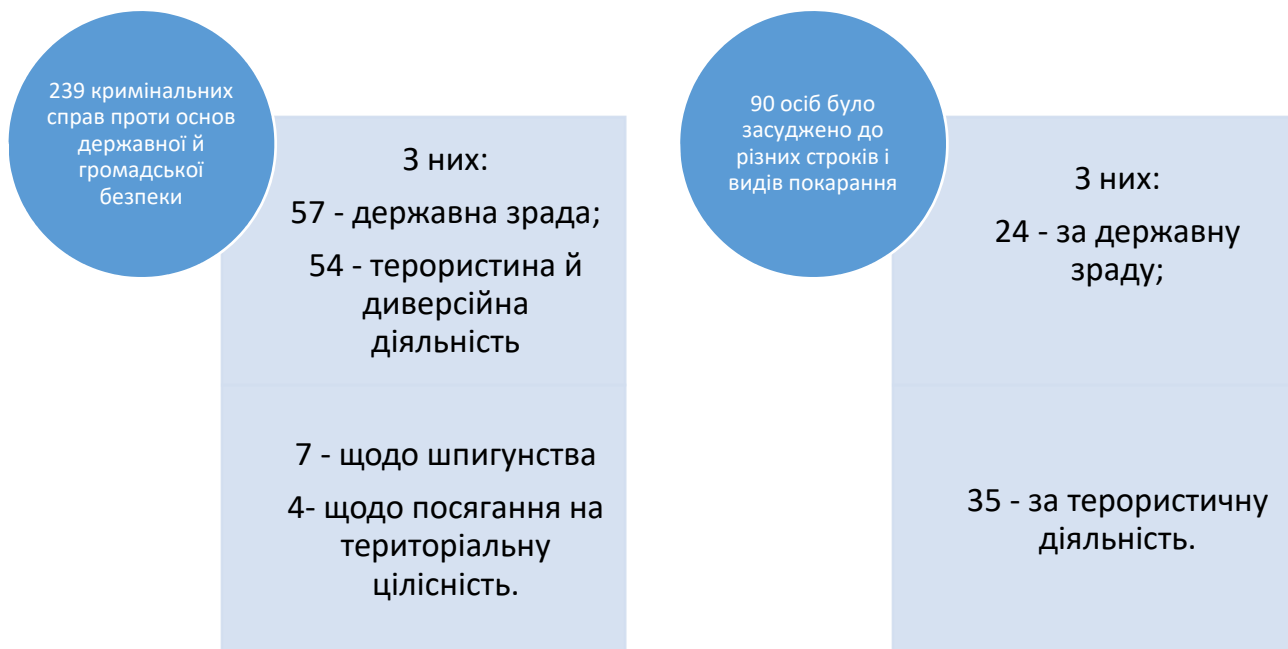 239 кримінальних
справ проти основ
державної й
громадської
безпеки
З них:
57 - державна зрада;
54 - терористина й
диверсійна
діяльність
7 - щодо шпигунства
4- щодо посягання на
територіальну
цілісність.
90 осіб було
засуджено до
різних строків і
видів покарання
З них:
24 - за державну
зраду;
35 - за терористичну
діяльність.